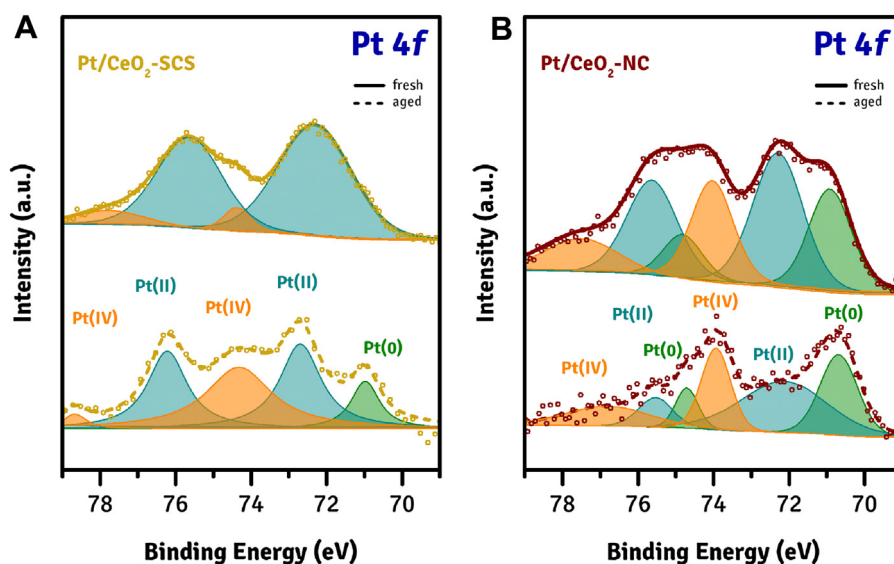 A
Pt 4f
Pt/CeO₂-SCS
fresh
aged
Pt(IV)
Pt(II)
Pt(IV)
Pt(II)
Pt(0)
Intensity (a.u.)
78 76 74 72 70
Binding Energy (eV)
B
Pt 4f
Pt/CeO₂-NC
fresh
aged
Pt(IV)
Pt(II)
Pt(0)
Pt(IV)
Pt(II)
Pt(0)
Intensity (a.u.)
78 76 74 72 70
Binding Energy (eV)